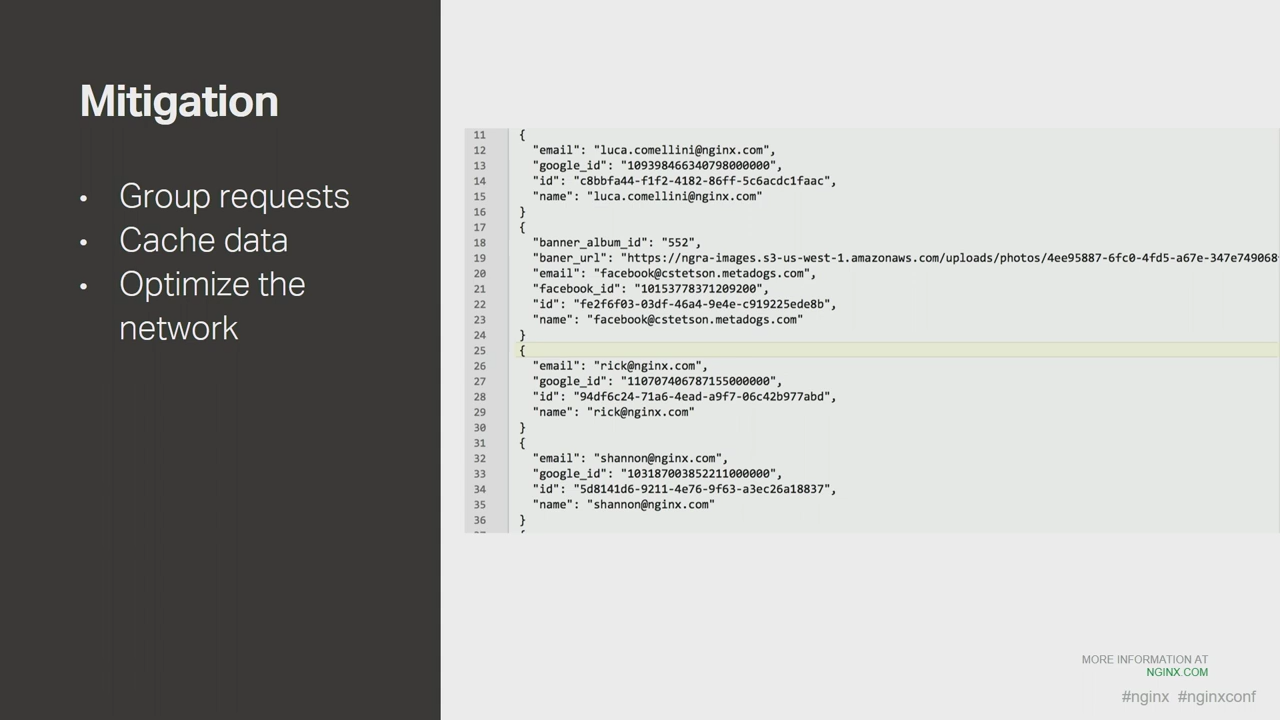 Mitigation
• Group requests
• Cache data
• Optimize the
network
11 {
12 "email": "luca.comellini@nginx.com",
13 "google_id": "109398466340798000000",
14 "id": "c8bbfa44-f1f2-4182-86ff-5c6acdc1faac",
15 "name": "luca.comellini@nginx.com"
16 }
17 {
18 "banner_album_id": "552",
19 "baner_url": "https://ngra-images.s3-us-west-1.amazonaws.com/uploads/photos/4ee95887-6fc0-4fd5-a67e-347e749068
20 "email": "facebook@cstetson.metadogs.com",
21 "facebook_id": "10153778371209200",
22 "id": "fe2f6f03-03df-46a4-9e4e-c919225ede8b",
23 "name": "facebook@cstetson.metadogs.com"
24 }
25 {
26 "email": "rick@nginx.com",
27 "google_id": "110707406787155000000",
28 "id": "94df6c24-71a6-4ead-a9f7-06c42b977abd",
29 "name": "rick@nginx.com"
30 }
31 {
32 "email": "shannon@nginx.com",
33 "google_id": "103187003852211000000",
34 "id": "5d8141d6-9211-4e76-9f63-a3ec26a18837",
35 "name": "shannon@nginx.com"
36 }
MORE INFORMATION AT
NGINX.COM
#nginx #nginxconf